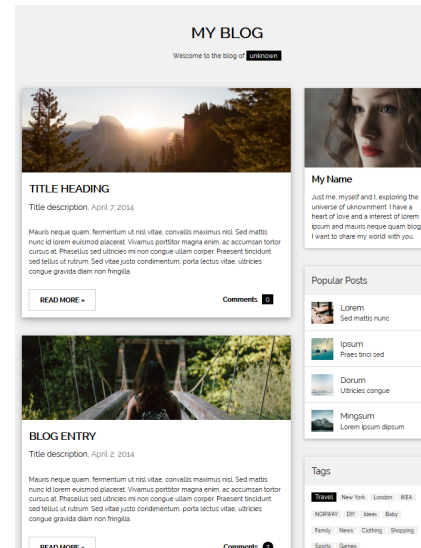 MY BLOG
Welcome to the blog of unknown
TITLE HEADING
Title description, April 7, 2014
Mauris neque quam, fermentum ut nisl vitae, convallis maximus nisl. Sed mattis
nunc id lorem euismod placerat. Vivamus porttitor magna enim, ac accumsan tortor
cursus at. Phasellus sed ultricies mi non congue ullam corper. Praesent tincidunt
sed tellus ut rutrum. Sed vitae justo condimentum, porta lectus vitae, ultricies
congue gravida diam non fringilla.
READ MORE »
Comments 0
BLOG ENTRY
Title description, April 2, 2014
Mauris neque quam, fermentum ut nisl vitae, convallis maximus nisl. Sed mattis
nunc id lorem euismod placerat. Vivamus porttitor magna enim, ac accumsan tortor
cursus at. Phasellus sed ultricies mi non congue ullam corper. Praesent tincidunt
sed tellus ut rutrum. Sed vitae justo condimentum, porta lectus vitae, ultricies
congue gravida diam non fringilla.
READ MORE »
Comments 2
My Name
Just me, myself and I, exploring the
universe of uknownment. I have a
heart of love and a interest of lorem
ipsum and mauris neque quam blog.
I want to share my world with you.
Popular Posts
Lorem
Sed mattis nunc
Ipsum
Praes tinci sed
Dorum
Ultricies congue
Mingsum
Lorem ipsum dipsum
Tags
Travel New York London IKEA
NORWAY DIY Ideas Baby
Family News Clothing Shopping
Sports Games